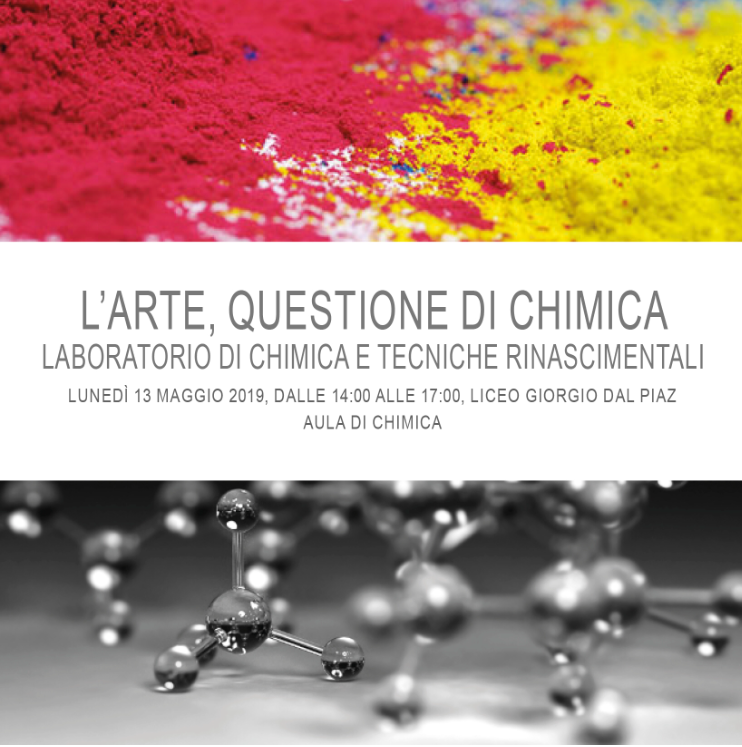 L'ARTE, QUESTIONE DI CHIMICA
LABORATORIO DI CHIMICA E TECNICHE RINASCIMENTALI
LUNEDÌ 13 MAGGIO 2019, DALLE 14:00 ALLE 17:00, LICEO GIORGIO DAL PIAZ
AULA DI CHIMICA